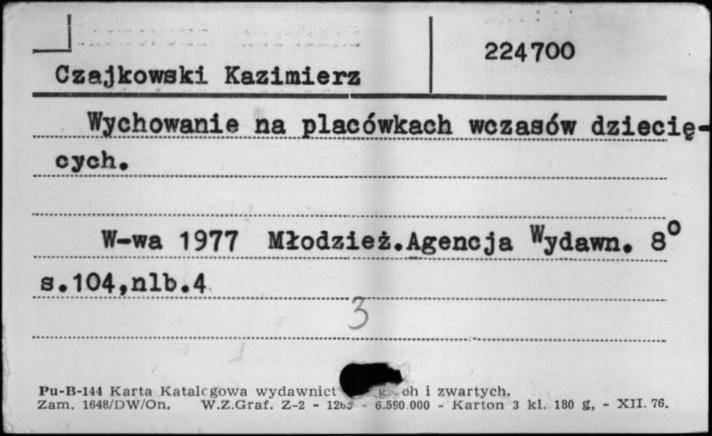 224700
Czajkowski Kazimierz
Wychowanie na placówkach wczasów dziecię-
cych.
W-wa 1977 Młodzież.Agencja Wydawn. 8°
s.104,nlb.4
3
Pu-B-144 Karta Katalogowa wydawnict i zwartych.
Zam. 1648/DW/On. W.Z.Graf. Z-2 - - 6.590.000 - Karton 3 kl. 180 g, - XII. 76.